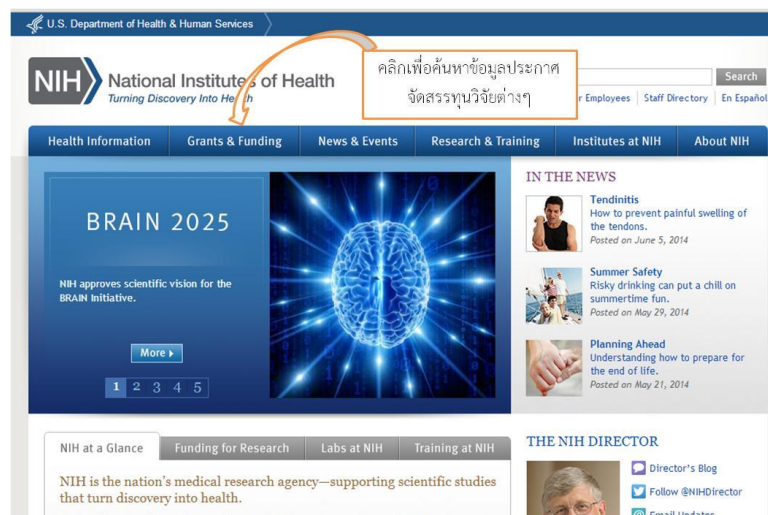 U.S. Department of Health & Human Services
NIH
National Institutes of Health
Turning Discovery Into Health
คลิกเพื่อค้นหาข้อมูลประกาศ
จัดสรรทุนวิจัยต่างๆ
Search
Employees
Staff Directory
En Español
Health Information
Grants & Funding
News & Events
Research & Training
Institutes at NIH
About NIH
BRAIN 2025
NIH approves scientific vision for the
BRAIN Initiative.
More
1 2 3 4 5
IN THE NEWS
Tendinitis
How to prevent painful swelling of
the tendons.
Posted on June 5, 2014
Summer Safety
Risky drinking can put a chill on
summertime fun.
Posted on May 29, 2014
Planning Ahead
Understanding how to prepare for
the end of life.
Posted on May 21, 2014
NIH at a Glance
Funding for Research
Labs at NIH
Training at NIH
NIH is the nation's medical research agency—supporting scientific studies
that turn discovery into health.
THE NIH DIRECTOR
Director's Blog
Follow @NIHDirector
Email Updates